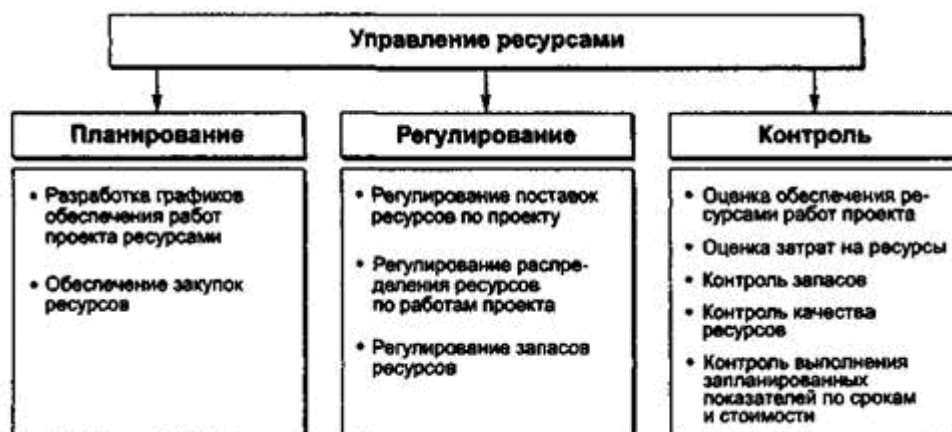 Управление ресурсами
Планирование
• Разработка графиков
обеспечения работ
проекта ресурсами
• Обеспечение закупок
ресурсов
Регулирование
• Регулирование поставок
ресурсов по проекту
• Регулирование распре-
деления ресурсов
по работам проекта
• Регулирование запасов
ресурсов
Контроль
• Оценка обеспечения ре-
сурсами работ проекта
• Оценка затрат на ресурсы
• Контроль запасов
• Контроль качества
ресурсов
• Контроль выполнения
запланированных
показателей по срокам
и стоимости